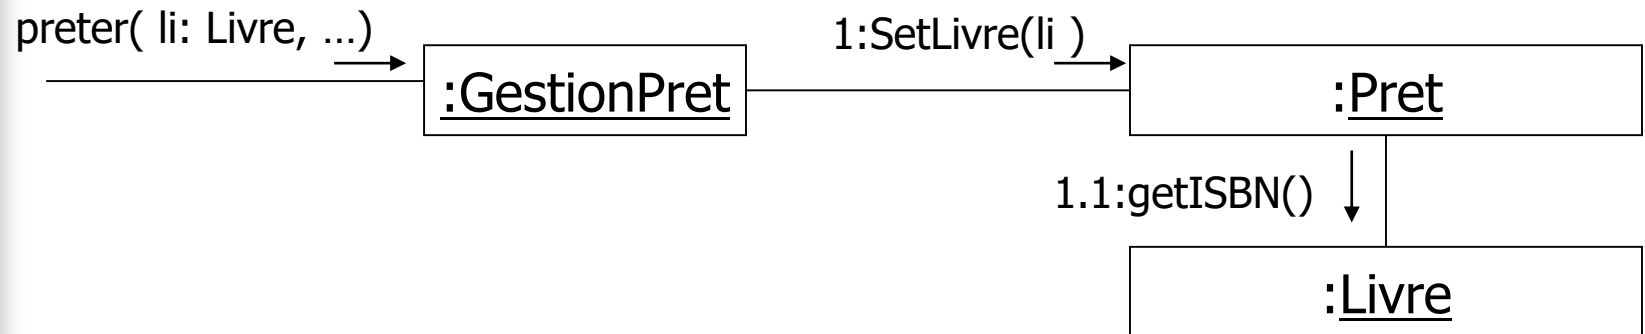 preter( li: Livre, …)
1:SetLivre(li )
:GestionPret
:Pret
1.1:getISBN()
:Livre